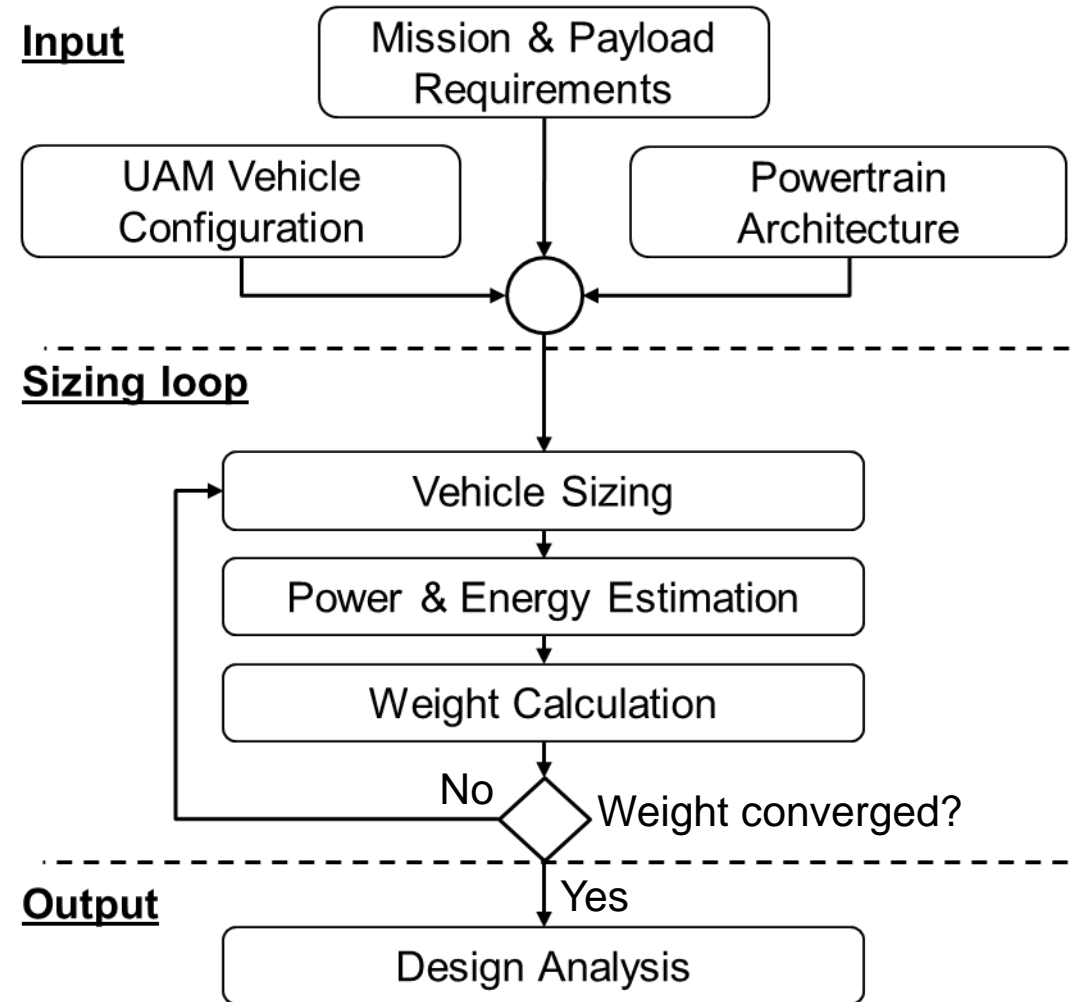 Input
Mission & Payload
Requirements
UAM Vehicle
Configuration
Powertrain
Architecture
Sizing loop
Vehicle Sizing
Power & Energy Estimation
Weight Calculation
No
Weight converged?
Yes
Output
Design Analysis